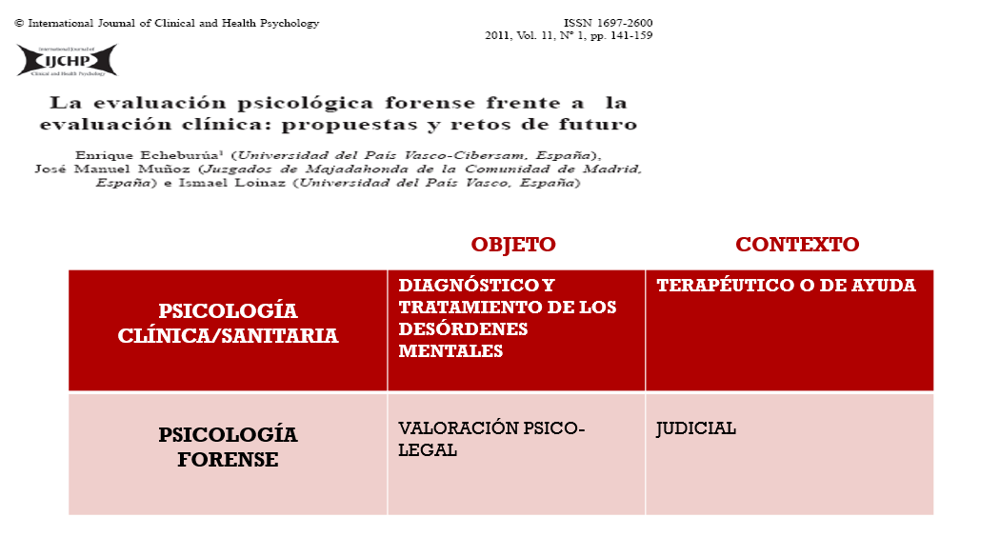 © International Journal of Clinical and Health Psychology
ISSN 1697-2600
2011, Vol. 11, Nº 1, pp. 141-159
International Journal of
IJCHP
Clinical and Health Psychology
La evaluación psicológica forense frente a la
evaluación clínica: propuestas y retos de futuro
Enrique Echeburúa¹ (Universidad del País Vasco-Cibersam, España),
José Manuel Muñoz (Juzgados de Majadahonda de la Comunidad de Madrid,
España) e Ismael Loinaz (Universidad del País Vasco, España)
OBJETO
CONTEXTO
PSICOLOGÍA
CLÍNICA/SANITARIA
DIAGNÓSTICO Y
TRATAMIENTO DE LOS
DESÓRDENES
MENTALES
TERAPÉUTICO O DE AYUDA
PSICOLOGÍA
FORENSE
VALORACIÓN PSICO-
LEGAL
JUDICIAL